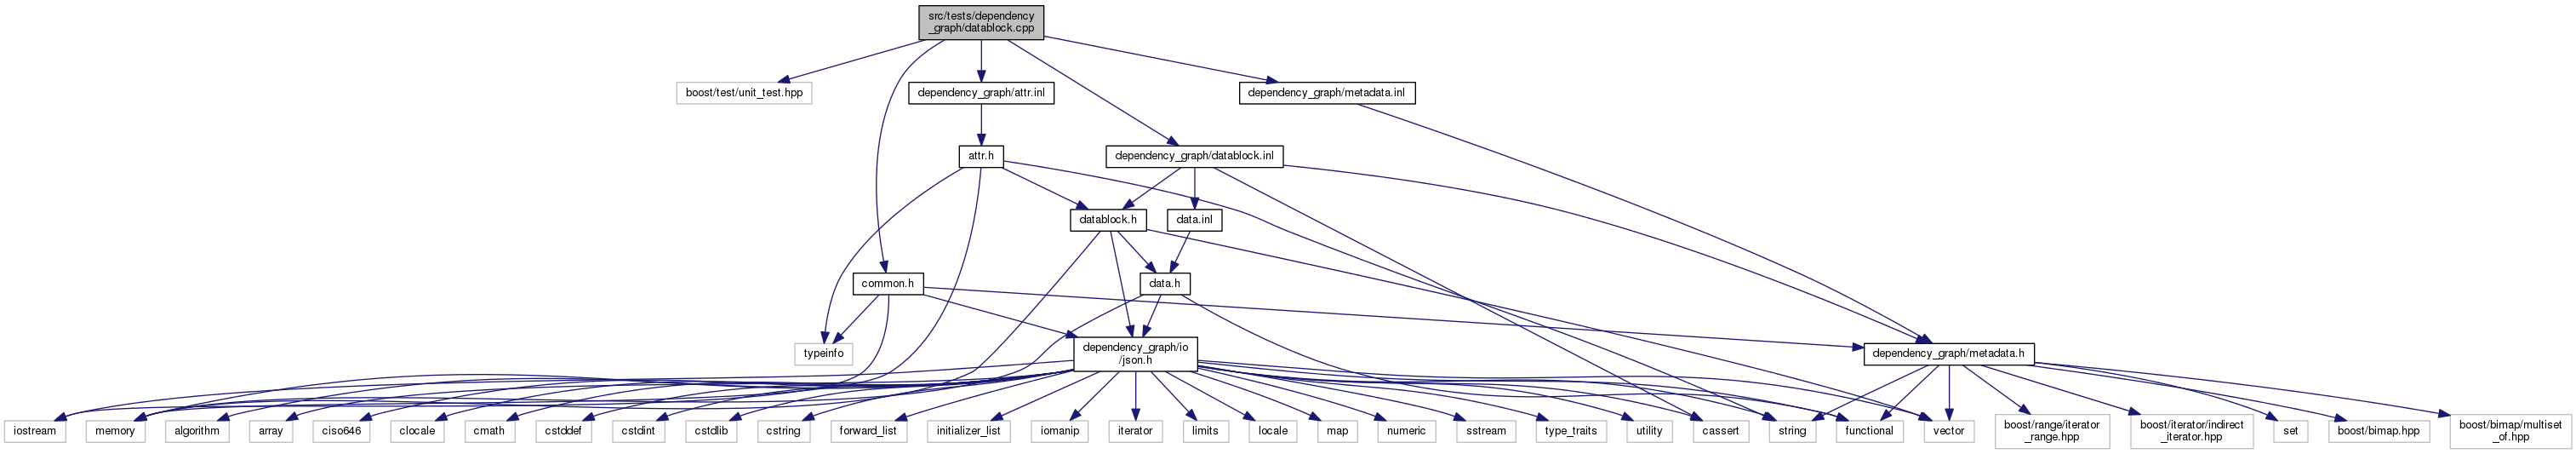 src/tests/dependency
_graph/datablock.cpp
boost/test/unit_test.hpp
dependency_graph/attr.inl
dependency_graph/metadata.inl
attr.h
dependency_graph/datablock.inl
datablock.h
data.inl
common.h
data.h
typeinfo
dependency_graph/io
/json.h
dependency_graph/metadata.h
iostream
memory
algorithm
array
ciso646
clocale
cmath
cstddef
cstdint
cstdlib
cstring
forward_list
initializer_list
iomanip
iterator
limits
locale
map
numeric
sstream
type_traits
utility
cassert
string
functional
vector
boost/range/iterator
_range.hpp
boost/iterator/indirect
_iterator.hpp
set
boost/bimap.hpp
boost/bimap/multiset
_of.hpp